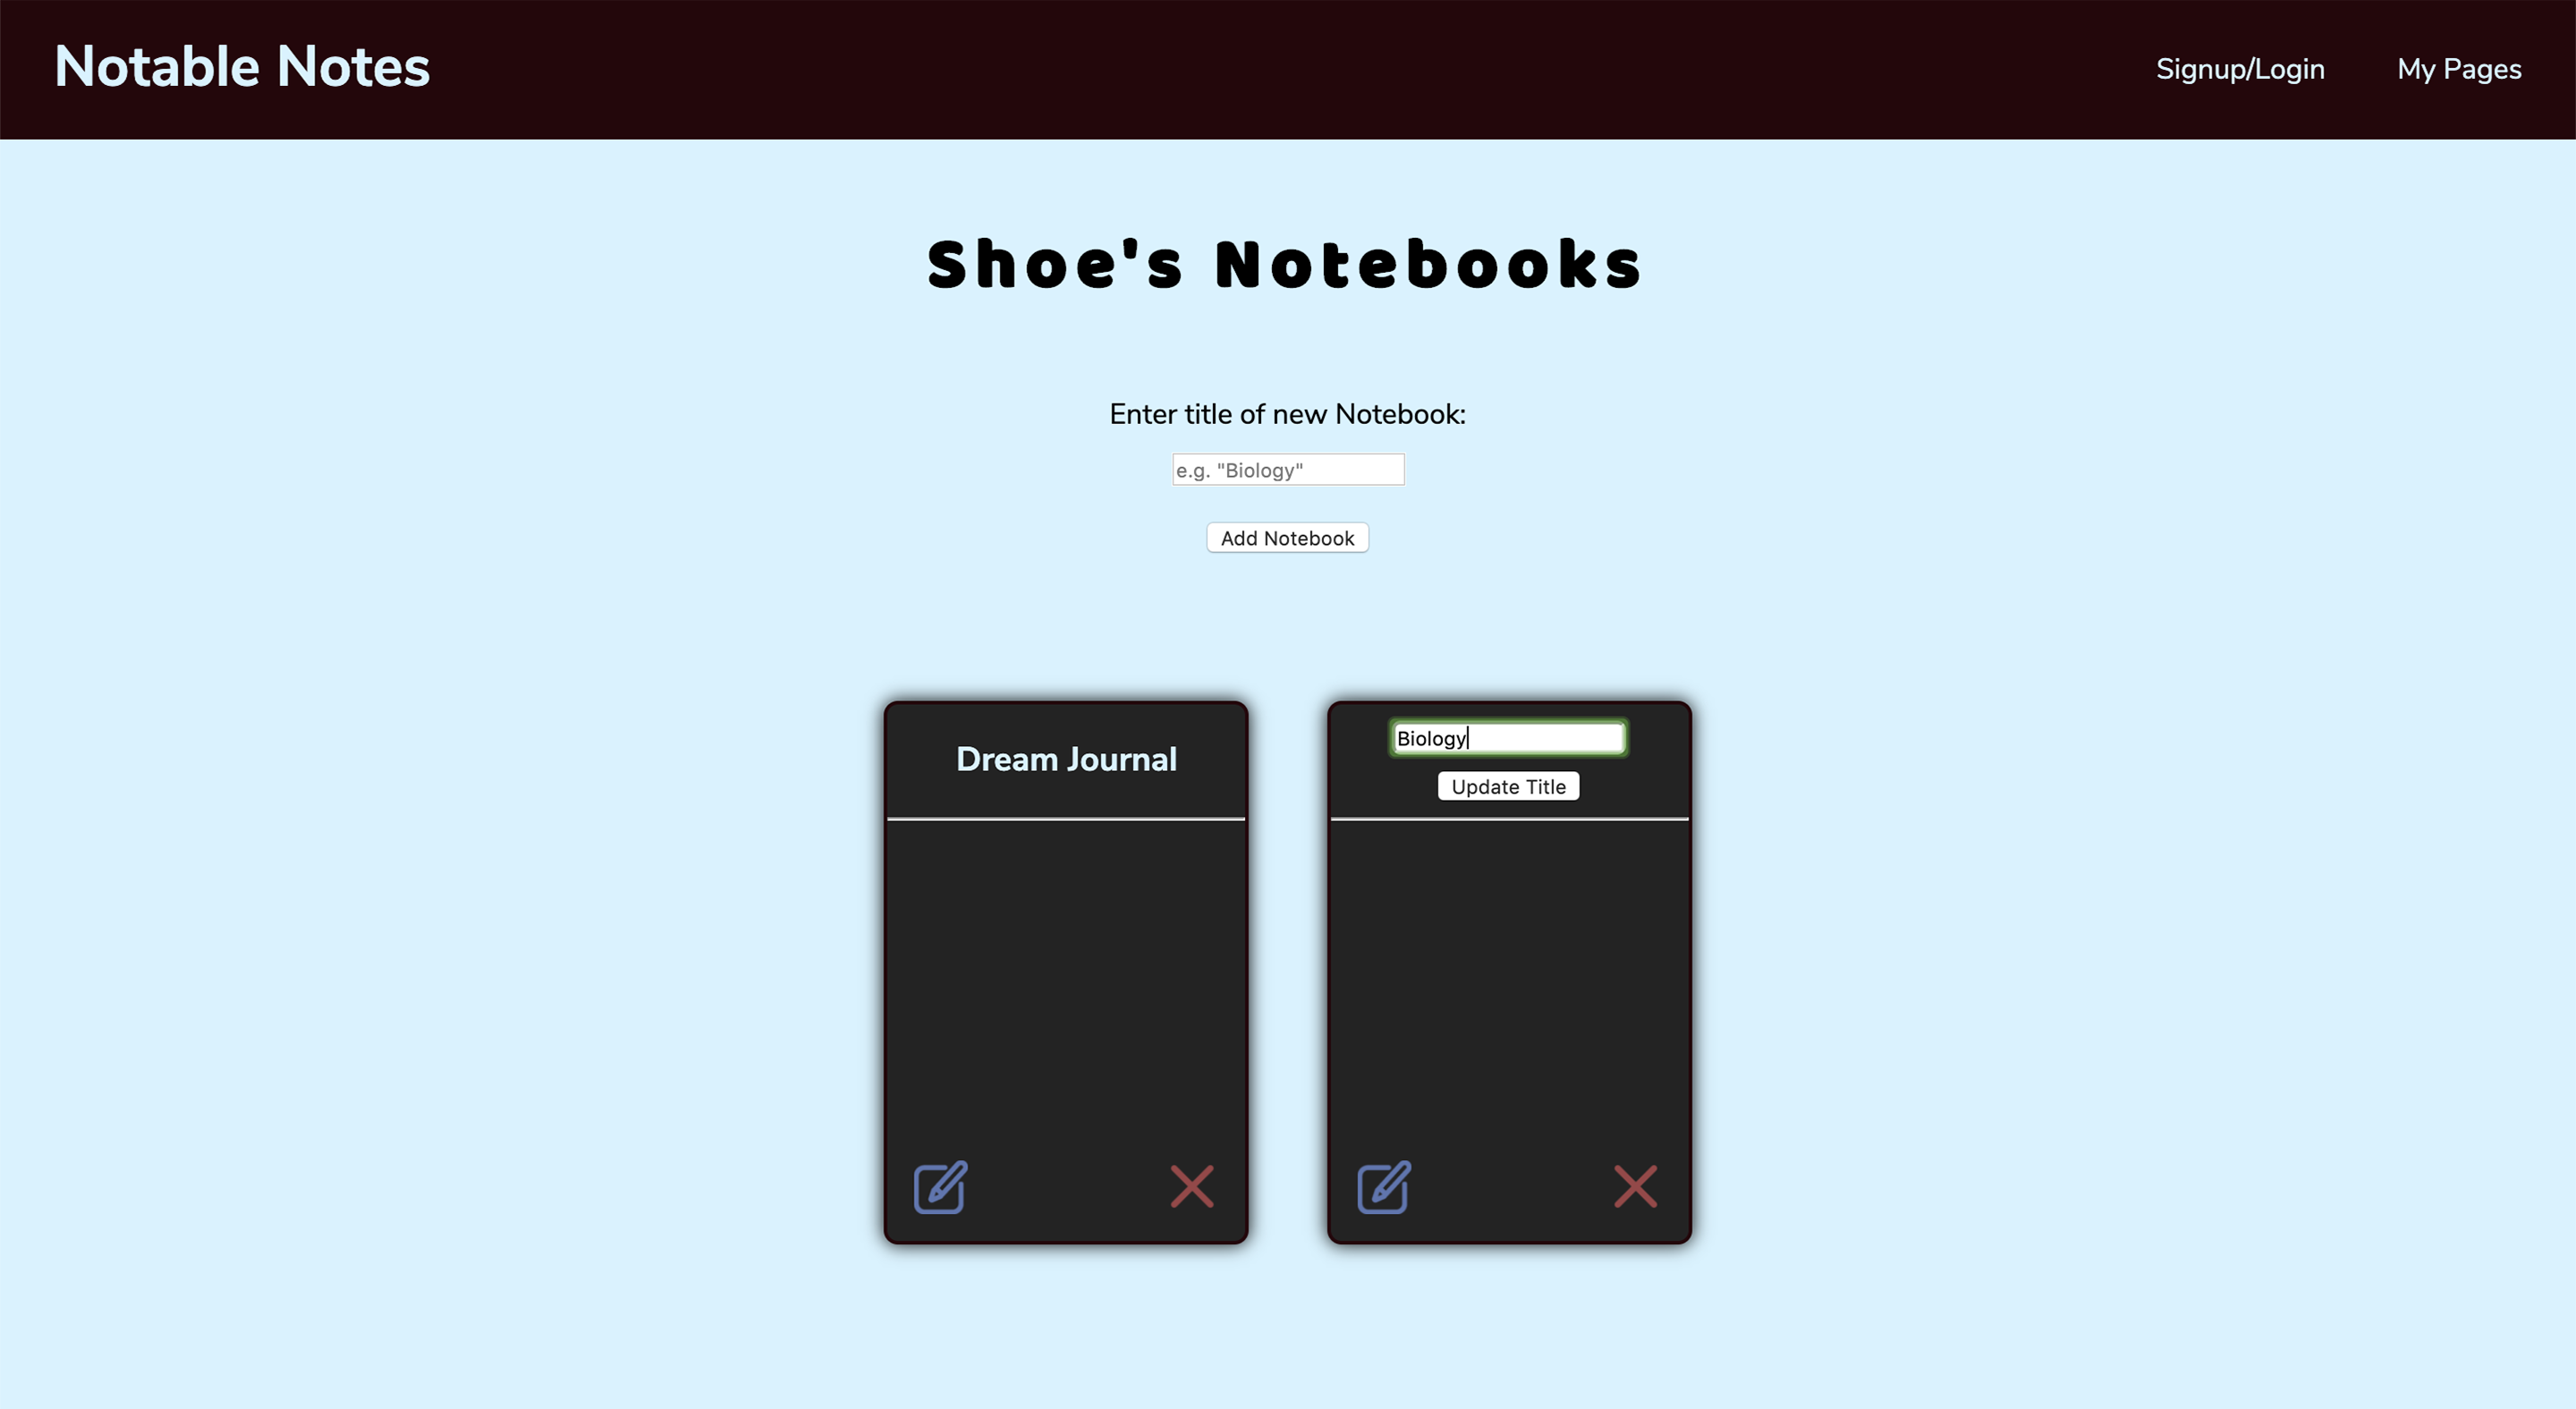 Notable Notes
Signup/Login
My Pages
Shoe's Notebooks
Enter title of new Notebook:
e.g. "Biology"
Add Notebook
Dream Journal
Biology
Update Title